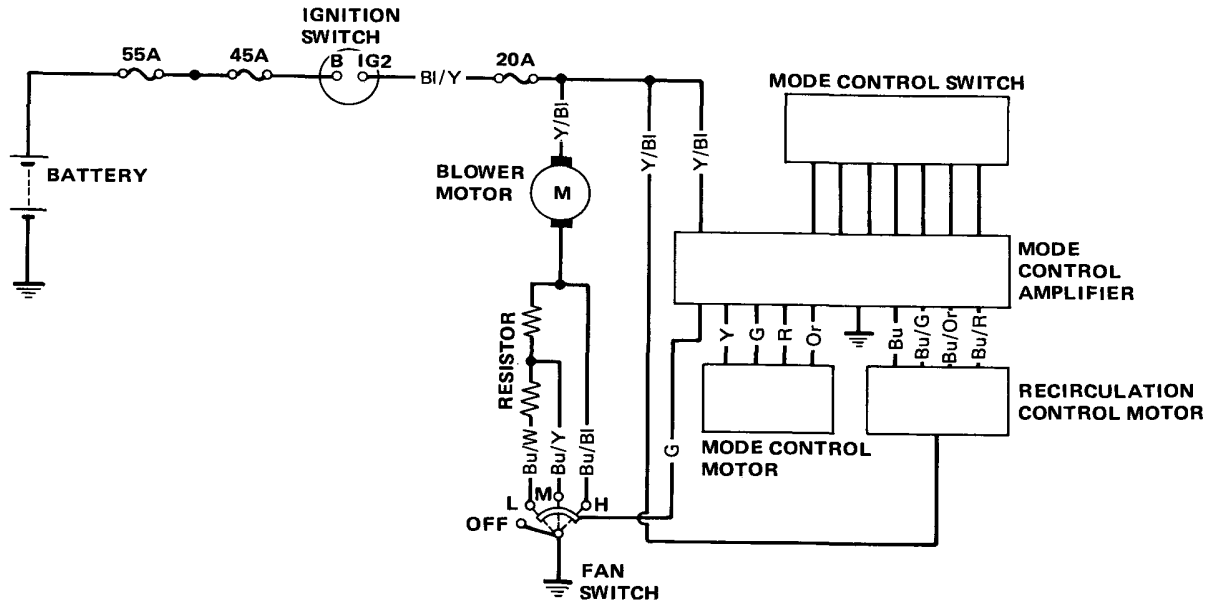 IGNITION
SWITCH
55A
45A
B IG2
Bl/Y
20A
MODE CONTROL SWITCH
Y/Bl
Y/Bl
Y/Bl
BATTERY
BLOWER
MOTOR
M
MODE
CONTROL
AMPLIFIER
RESISTOR
Y
G
R
Or
Bu
Bu/G
Bu/Or
Bu/R
RECIRCULATION
CONTROL MOTOR
MODE CONTROL
MOTOR
Bu/W
Bu/Y
Bu/Bl
G
L
M
H
OFF
FAN
SWITCH